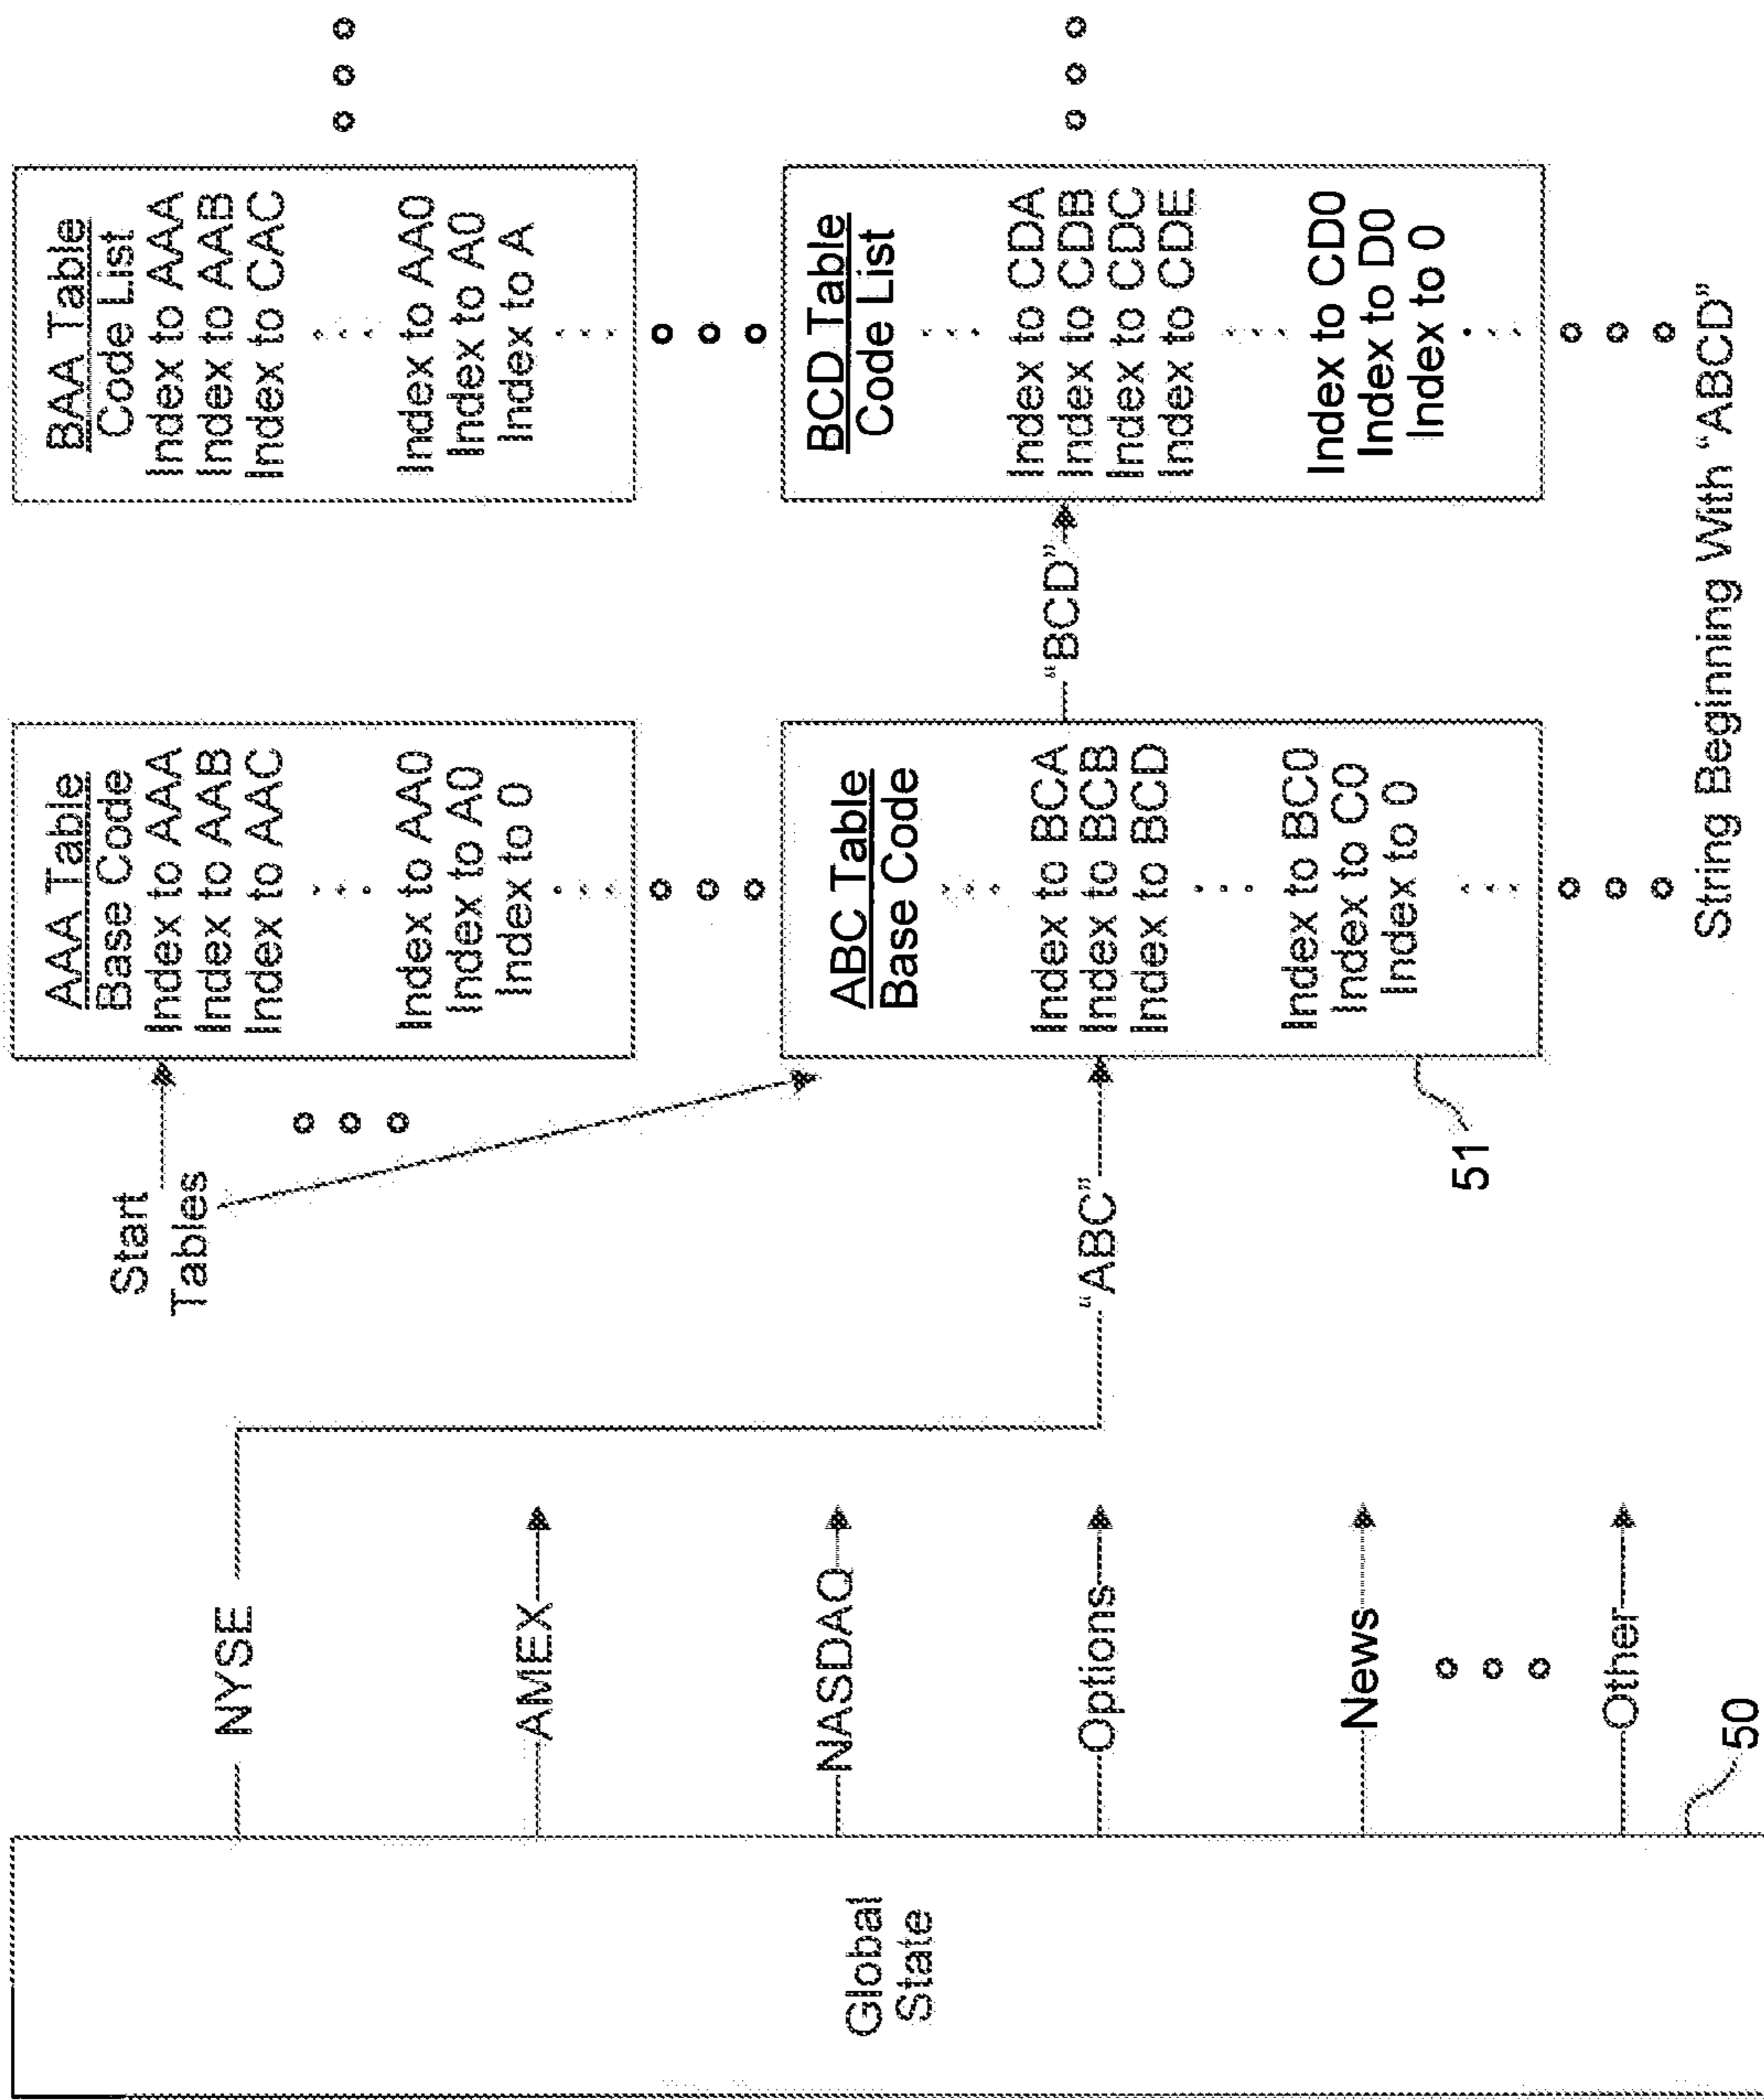 Global
State
50
NYSE
AMEX
NASDAQ
Options
News
Other
Start
Tables
"ABC"
51
AAA Table
Base Code
Index to AAA
Index to AAB
Index to AAC
Index to AA0
Index to A0
Index to 0
ABC Table
Base Code
Index to BCA
Index to BCB
Index to BCD
Index to BC0
Index to C0
Index to 0
"BCD"
BAA Table
Code List
Index to AAA
Index to AAB
Index to CAC
Index to AA0
Index to A0
Index to A
BCD Table
Code List
Index to CDA
Index to CDB
Index to CDC
Index to CDE
Index to CD0
Index to D0
Index to 0
String Beginning With "ABCD"